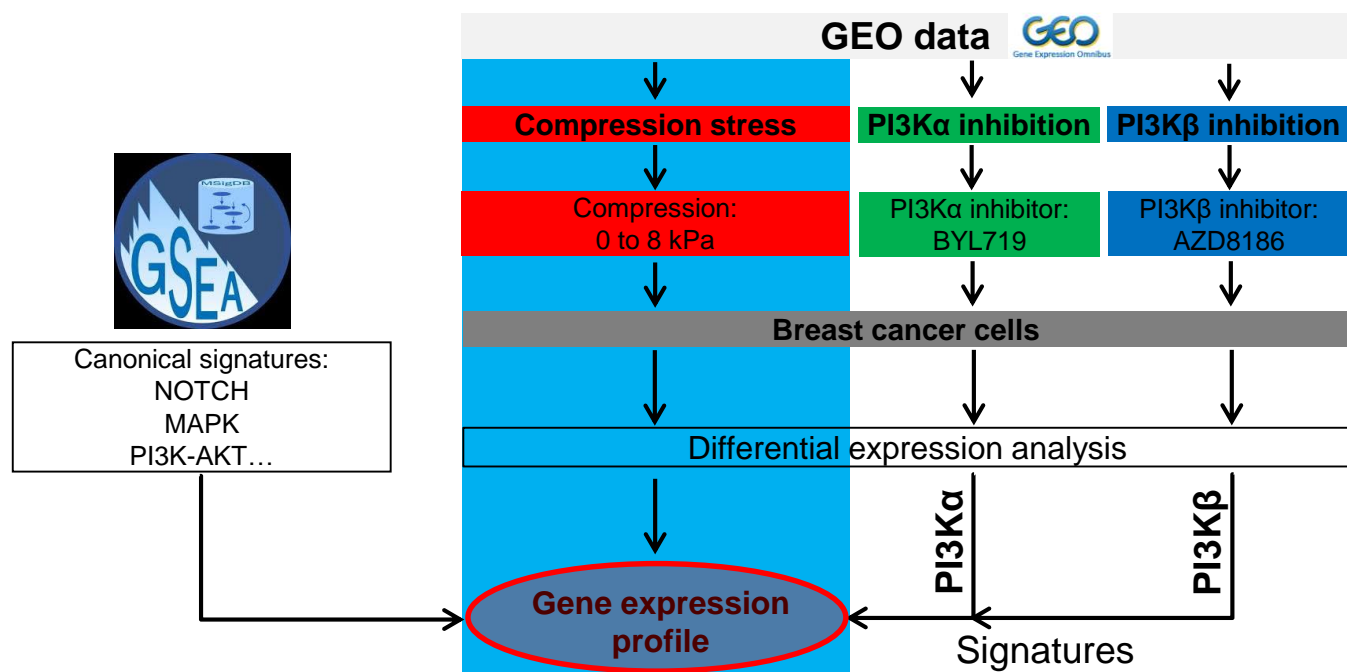 GEO data
GEO
Gene Expression Omnibus
Compression stress
PI3Kα inhibition
PI3Kβ inhibition
Compression:
0 to 8 kPa
PI3Kα inhibitor:
BYL719
PI3Kβ inhibitor:
AZD8186
Breast cancer cells
MSigDB
GSEA
Canonical signatures:
NOTCH
MAPK
PI3K-AKT…
Differential expression analysis
PI3Kα
PI3Kβ
Gene expression
profile
Signatures